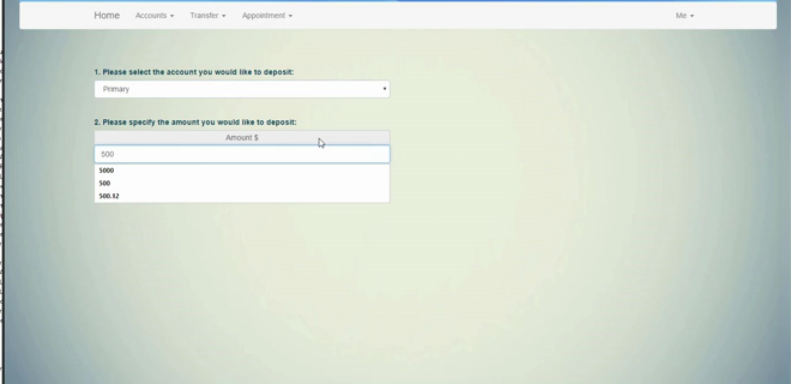 Home Accounts Transfer Appointment Me
1. Please select the account you would like to deposit:
Primary
2. Please specify the amount you would like to deposit:
Amount $
500
5000
500
500.12